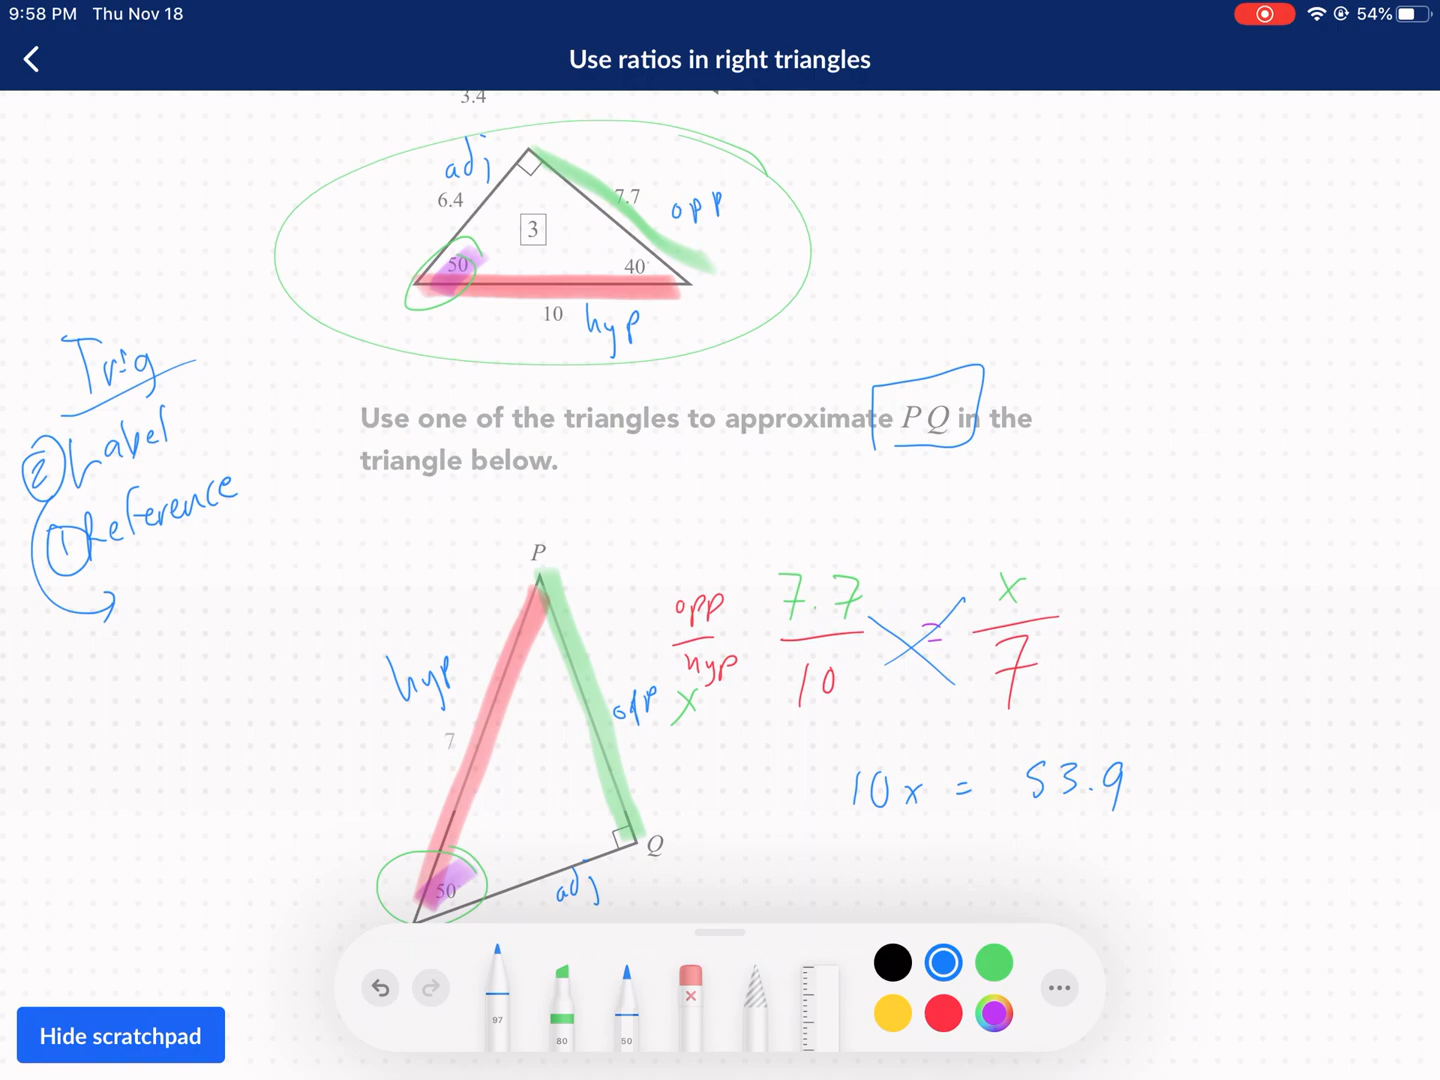 9:58 PM Thu Nov 18
54%
Use ratios in right triangles
3.4
adj
6.4
7.7
opp
3
50
40
10
hyp
Trig
② Label
① Reference
Use one of the triangles to approximate PQ in the
triangle below.
P
hyp
7
opp x
opp
hyp
7.7
10
=
x
7
10x = 53.9
Q
50
adj
97
80
50
Hide scratchpad